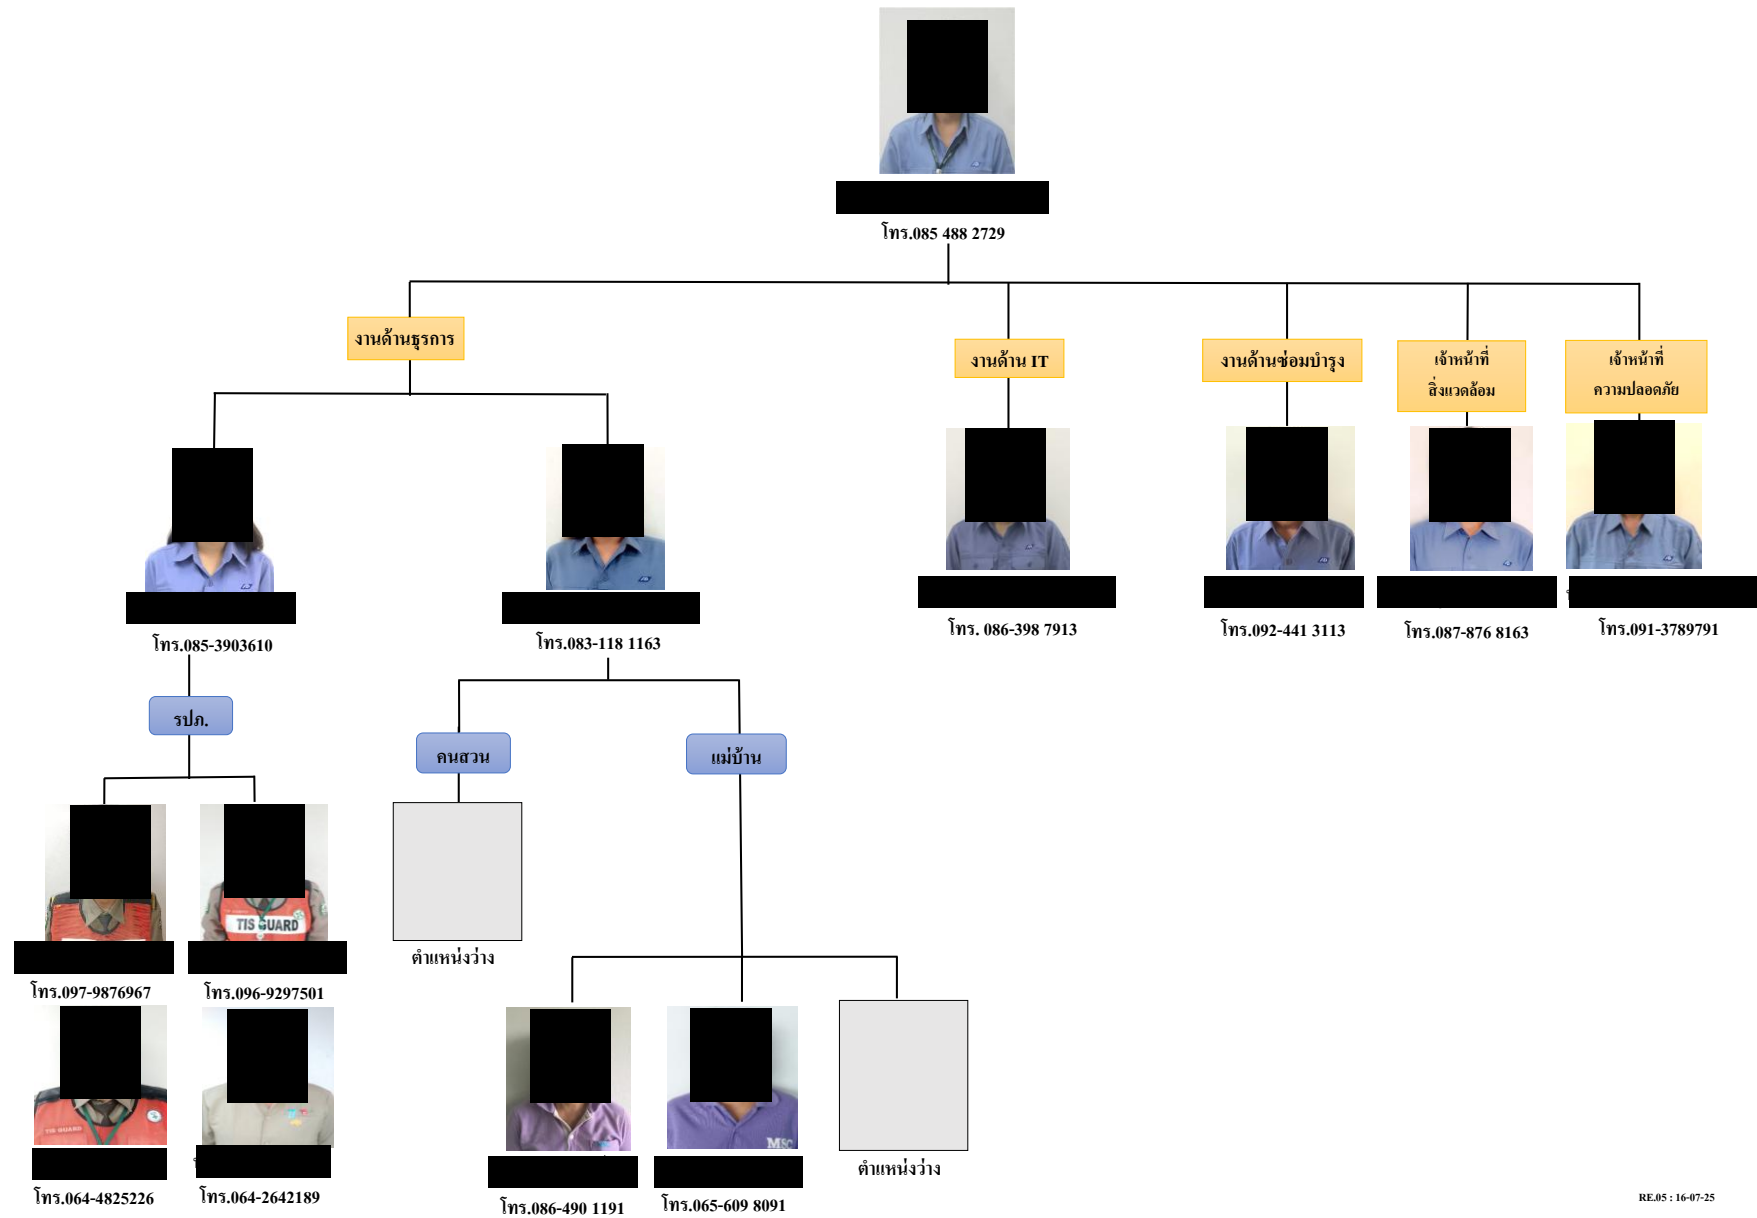 โทร.085 488 2729
งานด้านธุรการ
งานด้าน IT
งานด้านซ่อมบำรุง
เจ้าหน้าที่
สิ่งแวดล้อม
เจ้าหน้าที่
ความปลอดภัย
โทร.085-3903610
โทร.083-118 1163
โทร. 086-398 7913
โทร.092-441 3113
โทร.087-876 8163
โทร.091-3789791
รปภ.
คนสวน
แม่บ้าน
TIS GUARD
ตำแหน่งว่าง
โทร.097-9876967
โทร.096-9297501
TIS GUARD
MSC
ตำแหน่งว่าง
โทร.064-4825226
โทร.064-2642189
โทร.086-490 1191
โทร.065-609 8091
RE.05 : 16-07-25